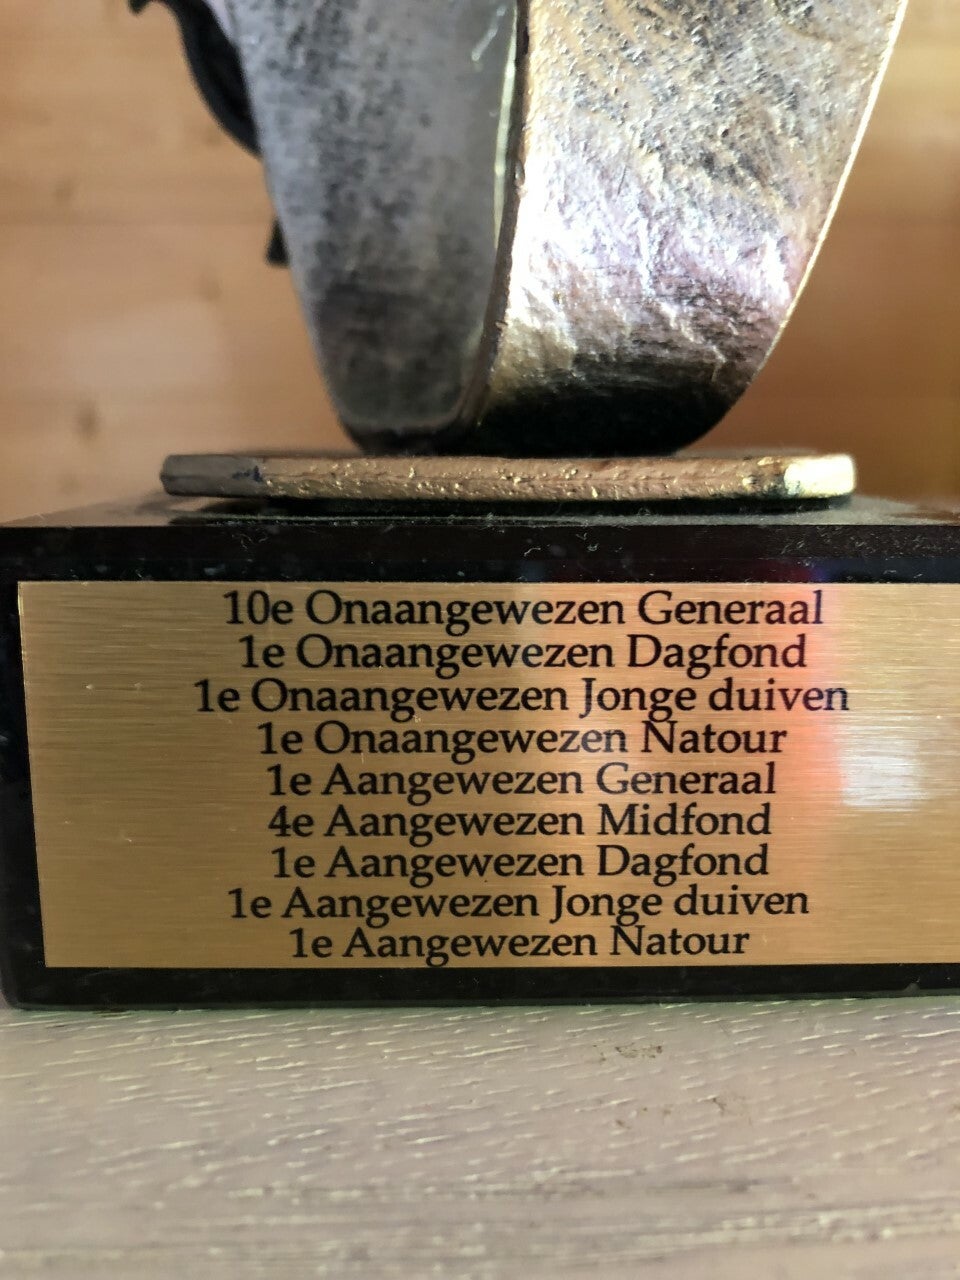 10e Onaangewezen Generaal
1e Onaangewezen Dagfond
1e Onaangewezen Jonge duiven
1e Onaangewezen Natour
1e Aangewezen Generaal
4e Aangewezen Midfond
1e Aangewezen Dagfond
1e Aangewezen Jonge duiven
1e Aangewezen Natour